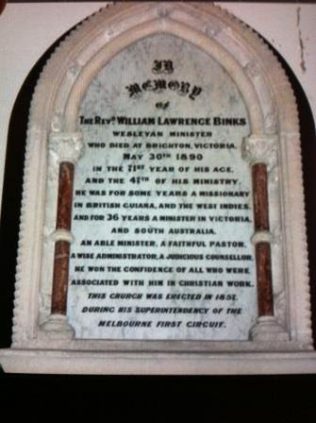 IN
MEMORY
OF
THE REVD. WILLIAM LAWRENCE BINKS
WESLEYAN MINISTER
WHO DIED AT BRIGHTON, VICTORIA,
MAY 30TH 1890
IN THE 71ST YEAR OF HIS AGE,
AND THE 47TH OF HIS MINISTRY,
HE WAS FOR SOME YEARS A MISSIONARY
IN BRITISH GUIANA, AND THE WEST INDIES,
AND FOR 36 YEARS A MINISTER IN VICTORIA,
AND SOUTH AUSTRALIA.
AN ABLE MINISTER, A FAITHFUL PASTOR,
A WISE ADMINISTRATOR, A JUDICIOUS COUNSELLOR,
HE WON THE CONFIDENCE OF ALL WHO WERE
ASSOCIATED WITH HIM IN CHRISTIAN WORK.
THIS CHURCH WAS ERECTED IN 1857,
DURING HIS SUPERINTENDENCY OF THE
MELBOURNE FIRST CIRCUIT.